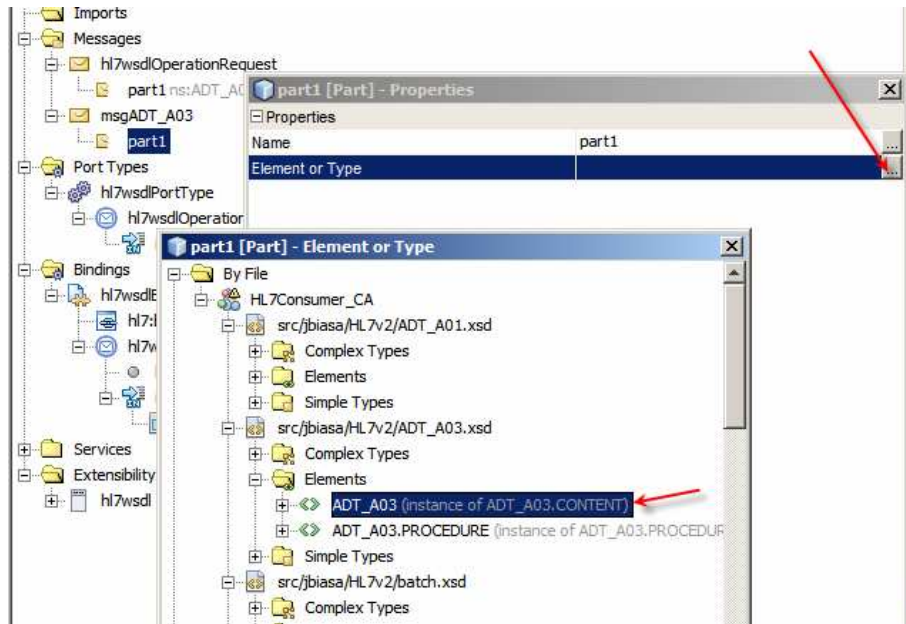 Imports
Messages
hl7wsdlOperationRequest
part1 ns:ADT_A0
msgADT_A03
part1
Port Types
hl7wsdlPortType
hl7wsdlOperation
Bindings
hl7wsdlB
hl7:
hl7w
Services
Extensibility
hl7wsdl
part1 [Part] - Properties
Properties
Name part1 ...
Element or Type ...
part1 [Part] - Element or Type
By File
HL7Consumer_CA
src/jbiasa/HL7v2/ADT_A01.xsd
Complex Types
Elements
Simple Types
src/jbiasa/HL7v2/ADT_A03.xsd
Complex Types
Elements
ADT_A03 (instance of ADT_A03.CONTENT)
ADT_A03.PROCEDURE (instance of ADT_A03.PROCEDUR
Simple Types
src/jbiasa/HL7v2/batch.xsd
Complex Types